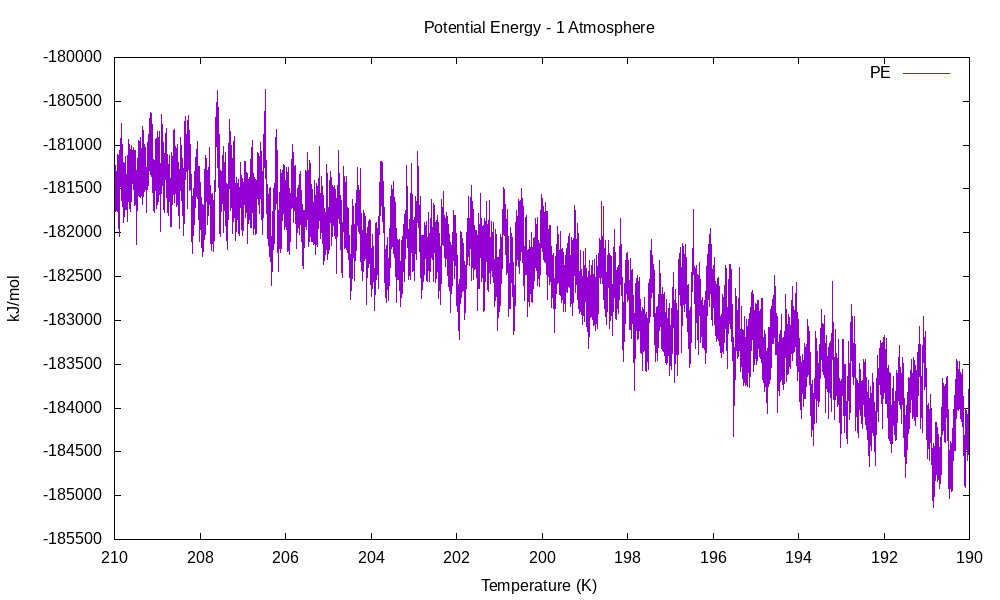 Potential Energy - 1 Atmosphere
PE
-180000
-180500
-181000
-181500
-182000
-182500
-183000
-183500
-184000
-184500
-185000
-185500
kJ/mol
210 208 206 204 202 200 198 196 194 192 190
Temperature (K)